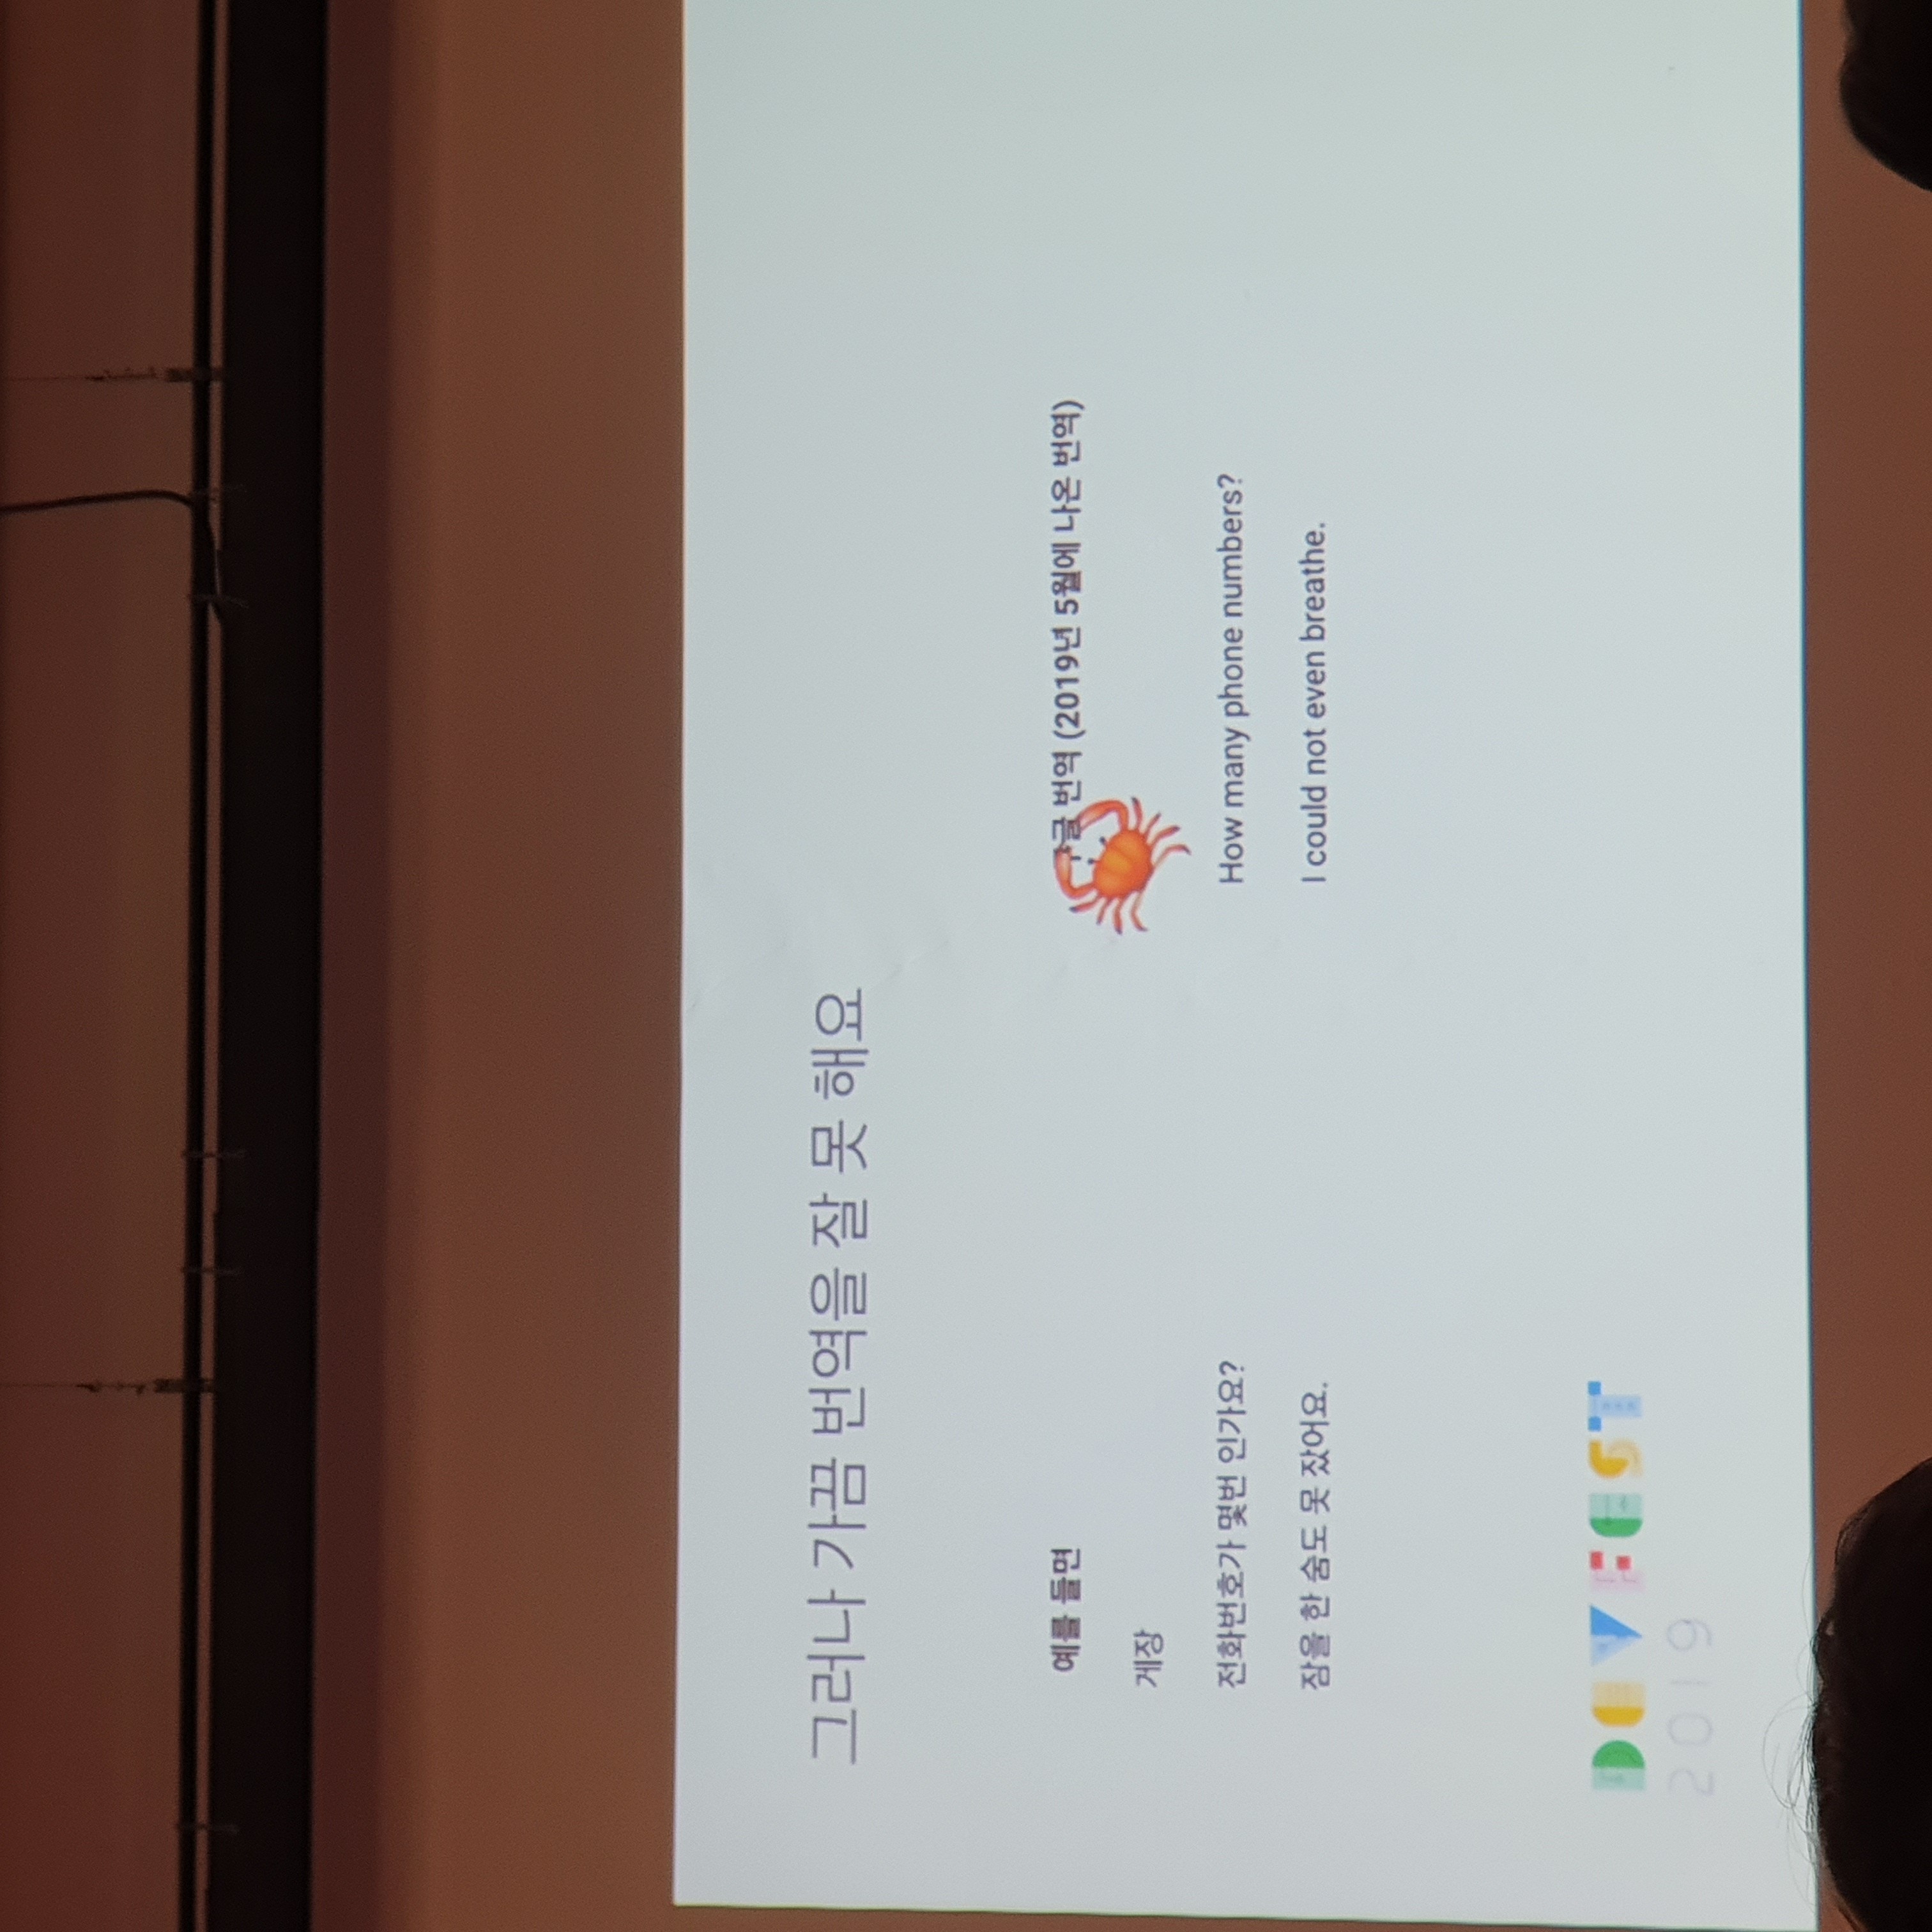 그러나 가끔 번역을 잘 못 해요
예를 들면
구글 번역 (2019년 5월에 나온 번역)
게장
전화번호가 몇번 인가요?
How many phone numbers?
잠을 한 숨도 못 잤어요.
I could not even breathe.
DEVFEST
2019